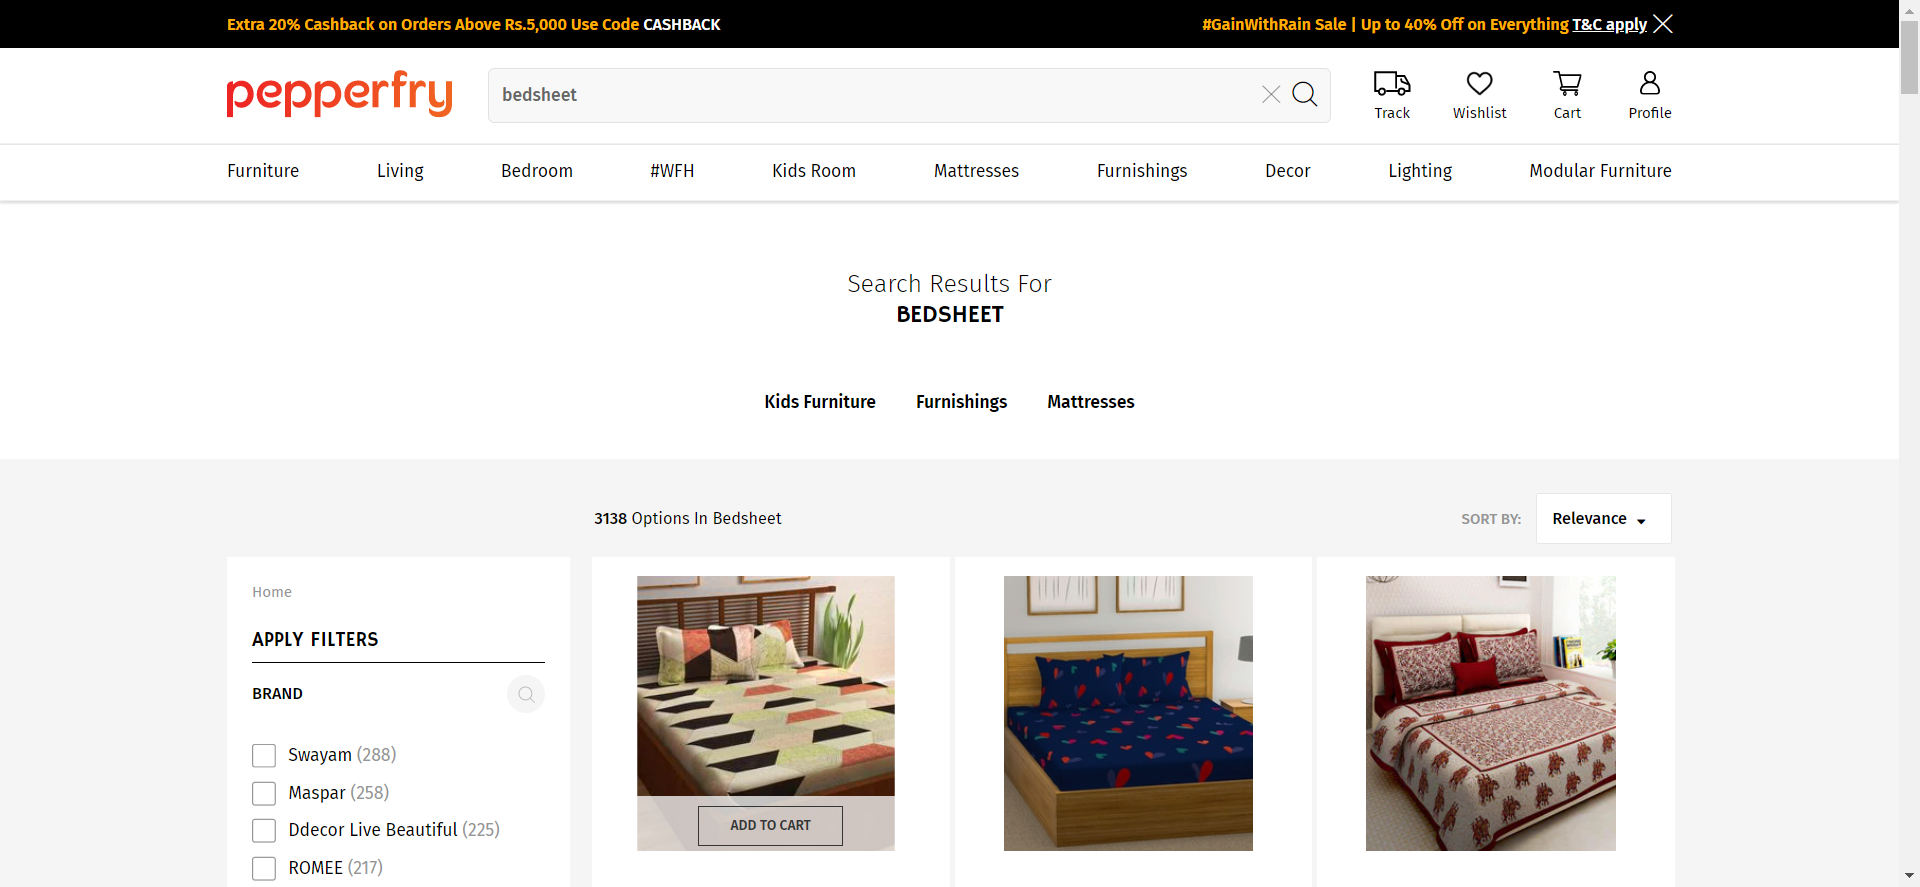 Extra 20% Cashback on Orders Above Rs.5,000 Use Code CASHBACK
#GainWithRain Sale | Up to 40% Off on Everything T&C apply
pepperfry
bedsheet
Track
Wishlist
Cart
Profile
Furniture
Living
Bedroom
#WFH
Kids Room
Mattresses
Furnishings
Decor
Lighting
Modular Furniture
Search Results For
BEDSHEET
Kids Furniture
Furnishings
Mattresses
3138 Options In Bedsheet
SORT BY:
Relevance
Home
APPLY FILTERS
BRAND
Swayam (288)
Maspar (258)
Ddecor Live Beautiful (225)
ROMEE (217)
ADD TO CART